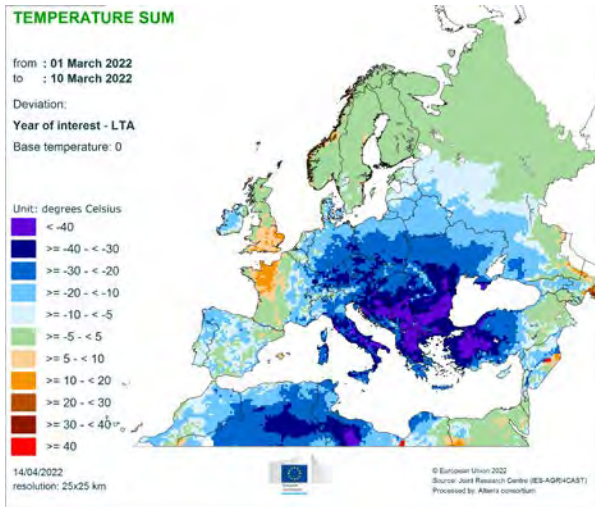 TEMPERATURE SUM
from : 01 March 2022
to : 10 March 2022
Deviation:
Year of interest - LTA
Base temperature: 0
Unit: degrees Celsius
< -40
>= -40 - < -30
>= -30 - < -20
>= -20 - < -10
>= -10 - < -5
>= -5 - < 5
>= 5 - < 10
>= 10 - < 20
>= 20 - < 30
>= 30 - < 40
>= 40
14/04/2022
resolution: 25x25 km
© European Union 2022
Source: Joint Research Centre (IES-AGRI4CAST)
Processed by: Alterra consortium